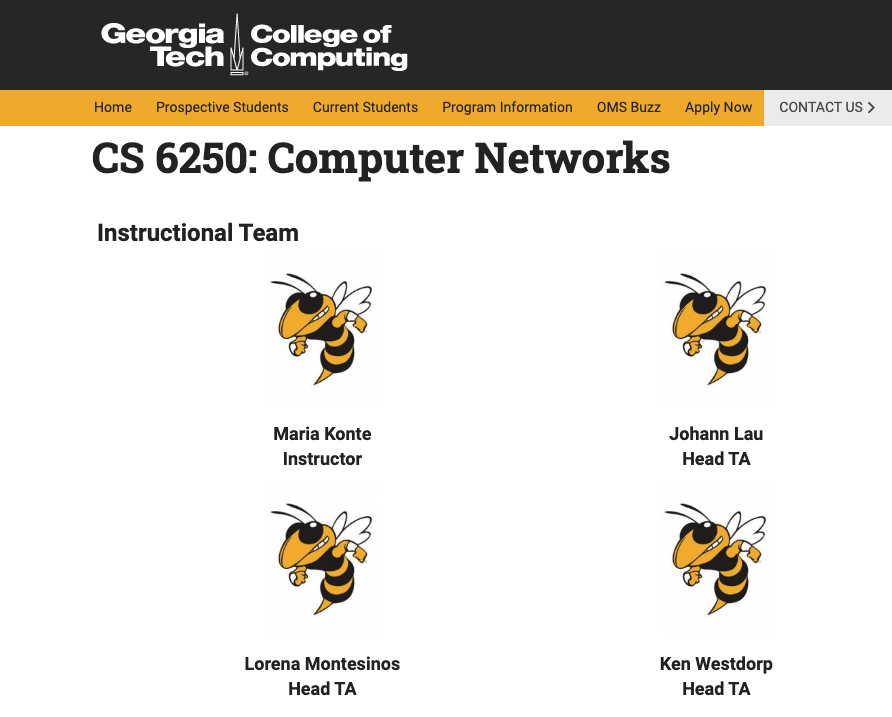 Georgia Tech
College of Computing
Home Prospective Students Current Students Program Information OMS Buzz Apply Now CONTACT US
CS 6250: Computer Networks
Instructional Team
Maria Konte
Instructor
Johann Lau
Head TA
Lorena Montesinos
Head TA
Ken Westdorp
Head TA